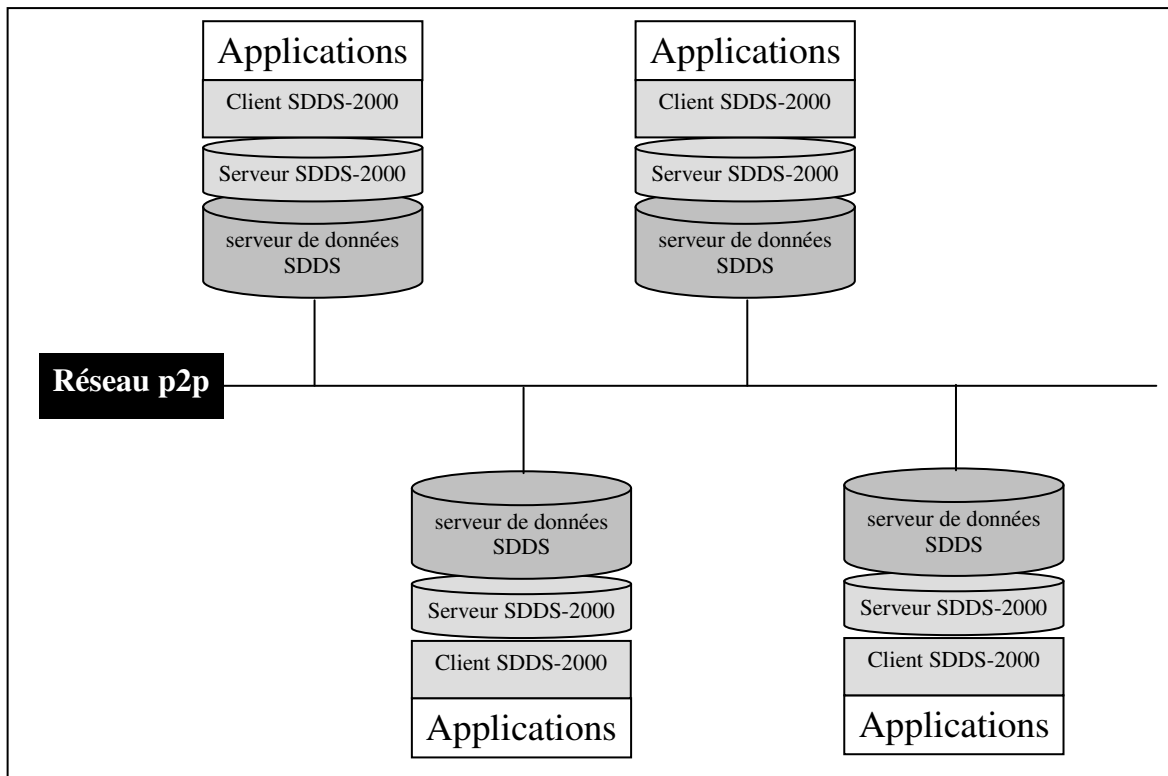 Applications
Client SDDS-2000
Serveur SDDS-2000
serveur de données
SDDS
Applications
Client SDDS-2000
Serveur SDDS-2000
serveur de données
SDDS
Réseau p2p
serveur de données
SDDS
Serveur SDDS-2000
Client SDDS-2000
Applications
serveur de données
SDDS
Serveur SDDS-2000
Client SDDS-2000
Applications